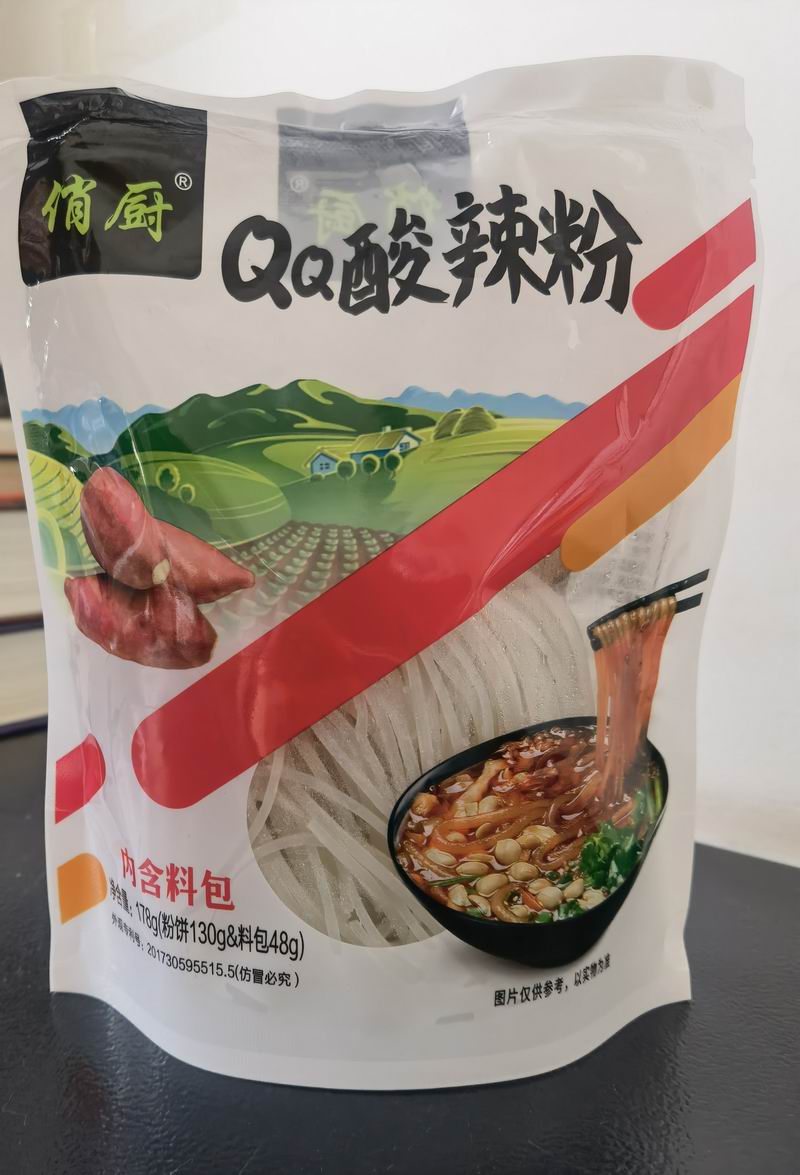 俏厨®
QQ酸辣粉
内含料包
净含量：178g(粉饼130g&料包48g)
外观专利号：201730595515.5(仿冒必究)
图片仅供参考，以实物为准